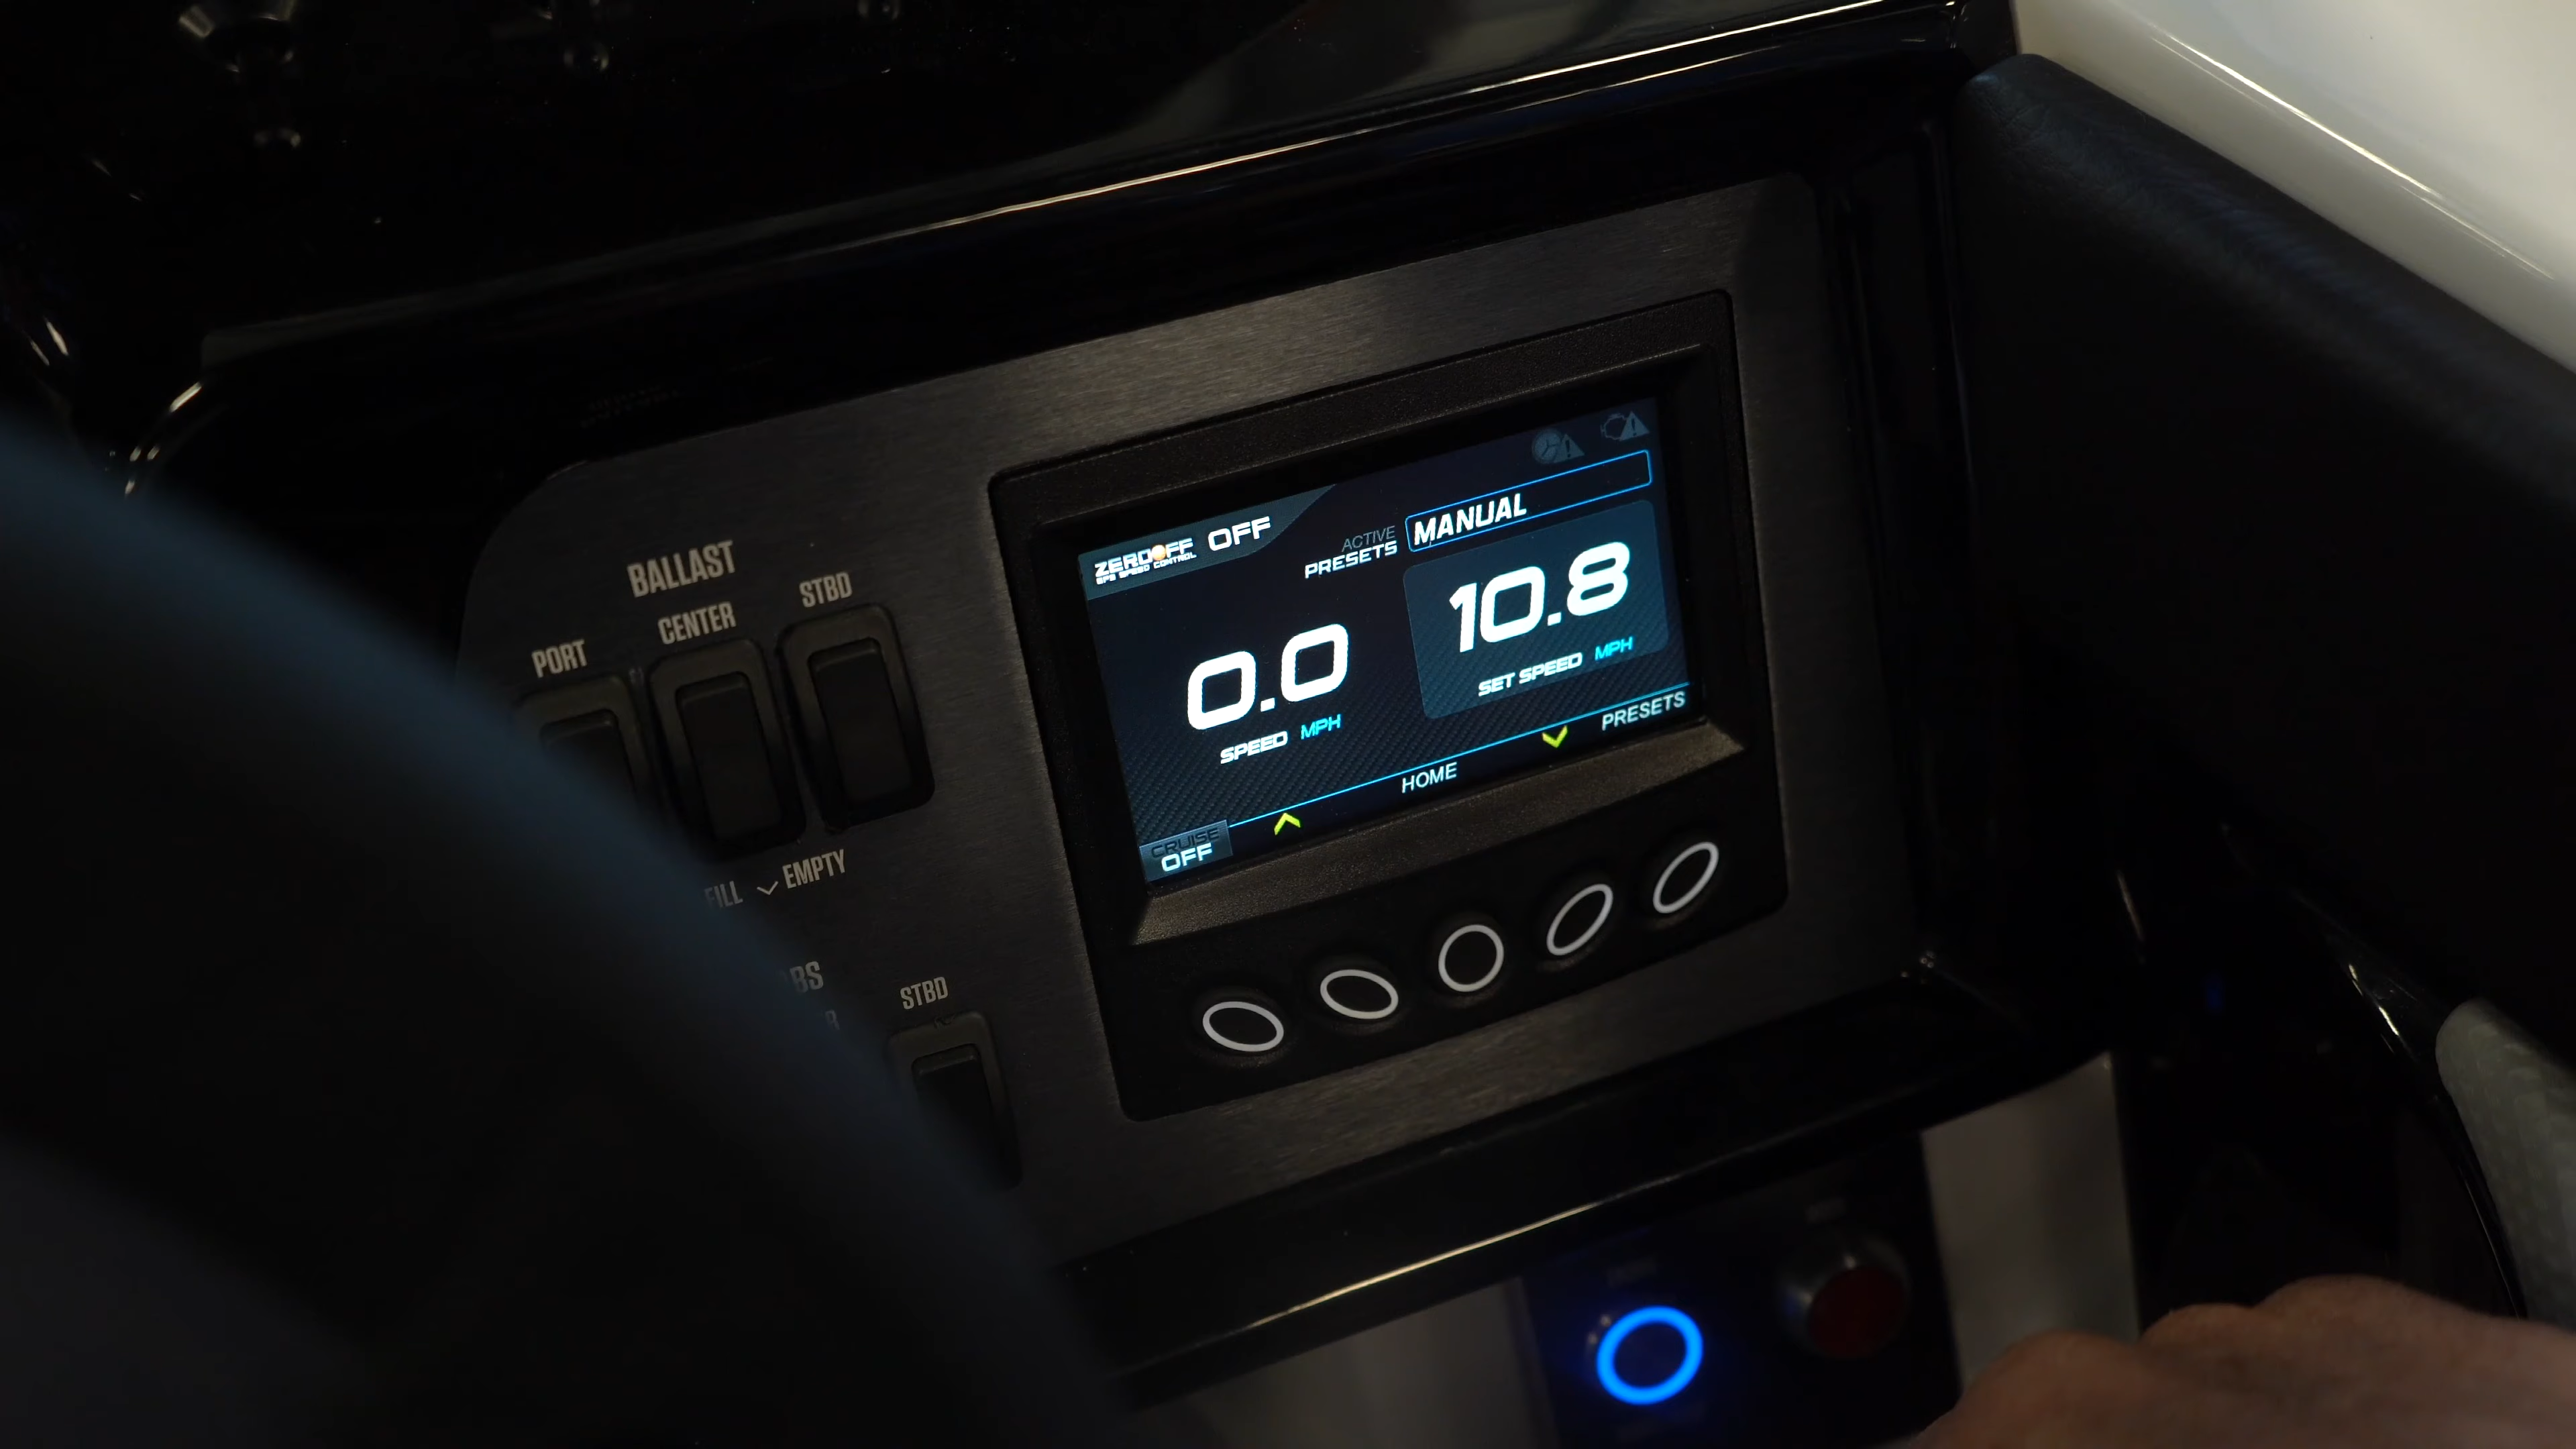 BALLAST
PORT
CENTER
STBD
FILL
EMPTY
STBD
ZEROOFF
GPS SPEED CONTROL
OFF
ACTIVE
PRESETS
MANUAL
0.0
SPEED MPH
10.8
SET SPEED MPH
CRUISE
OFF
HOME
PRESETS